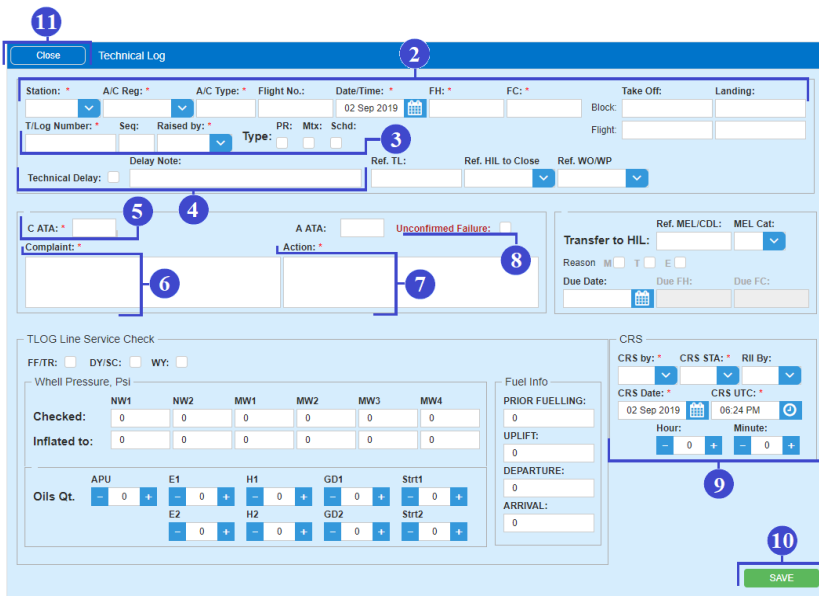 11
Close Technical Log
2
Station: * A/C Reg: * A/C Type: * Flight No.: Date/Time: * FH: * FC: * Take Off: Landing:
02 Sep 2019 Block:
T/Log Number: * Seq: Raised by: * Type: PR: Mtx: Schd: 3 Flight:
Delay Note: Ref. TL: Ref. HIL to Close Ref. WO/WP
Technical Delay:
5 4
C ATA: * A ATA: Unconfirmed Failure: 8
Complaint: * Action: *
6 7
Ref. MEL/CDL: MEL Cat:
Transfer to HIL:
Reason M T E
Due Date: Due FH: Due FC:
TLOG Line Service Check
FF/TR: DY/SC: WY:
Whell Pressure, Psi
NW1 NW2 MW1 MW2 MW3 MW4
Checked: 0 0 0 0 0 0
Inflated to: 0 0 0 0 0 0
APU E1 H1 GD1 Strt1
Oils Qt. − 0 + − 0 + − 0 + − 0 + − 0 +
E2 H2 GD2 Strt2
− 0 + − 0 + − 0 + − 0 +
Fuel Info
PRIOR FUELLING:
0
UPLIFT:
0
DEPARTURE:
0
ARRIVAL:
0
CRS
CRS by: * CRS STA: * RII By:
CRS Date: * CRS UTC: *
02 Sep 2019 06:24 PM
Hour: Minute:
− 0 + − 0 +
9
10
SAVE